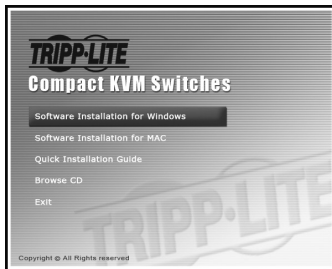 TRIPP·LITE
Compact KVM Switches
Software Installation for Windows
Software Installation for MAC
Quick Installation Guide
Browse CD
Exit
TRIPP·LITE
Copyright @ All Rights reserved